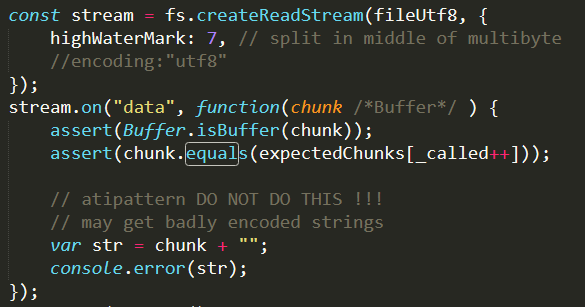 const stream = fs.createReadStream(fileUtf8, {
    highWaterMark: 7, // split in middle of multibyte
    //encoding:"utf8"
});
stream.on("data", function(chunk /*Buffer*/ ) {
    assert(Buffer.isBuffer(chunk));
    assert(chunk.equals(expectedChunks[_called++]));

    // atipattern DO NOT DO THIS !!!
    // may get badly encoded strings
    var str = chunk + "";
    console.error(str);
});